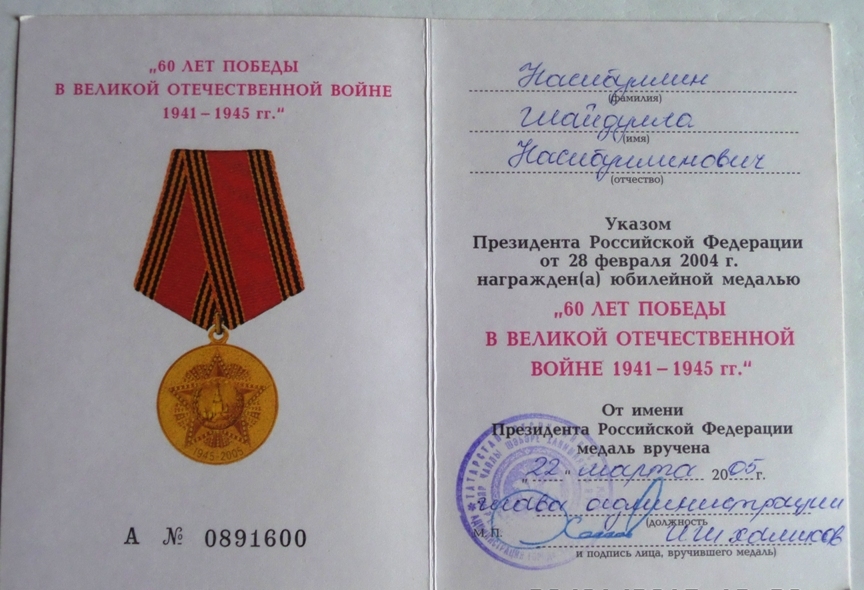 „60 ЛЕТ ПОБЕДЫ
В ВЕЛИКОЙ ОТЕЧЕСТВЕННОЙ ВОЙНЕ
1941 – 1945 гг.“
1945-2005
А № 0891600
Насибуллин
(фамилия)
Шайдулла
(имя)
Насибуллинович
(отчество)
Указом
Президента Российской Федерации
от 28 февраля 2004 г.
награжден(а) юбилейной медалью
„60 ЛЕТ ПОБЕДЫ
В ВЕЛИКОЙ ОТЕЧЕСТВЕННОЙ
ВОЙНЕ 1941 – 1945 гг.“
От имени
Президента Российской Федерации
медаль вручена
„22“ марта 2005 г.
глава администрации
(должность
М. П. И Ш Халиков
и подпись лица, вручившего медаль)